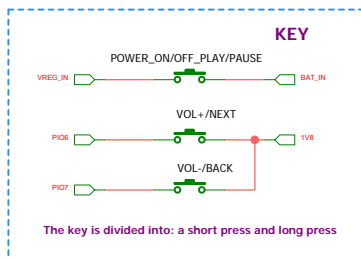 KEY
POWER_ON/OFF_PLAY/PAUSE
VREG_IN BAT_IN
VOL+/NEXT
PIO6 1V8
VOL-/BACK
PIO7
The key is divided into: a short press and long press